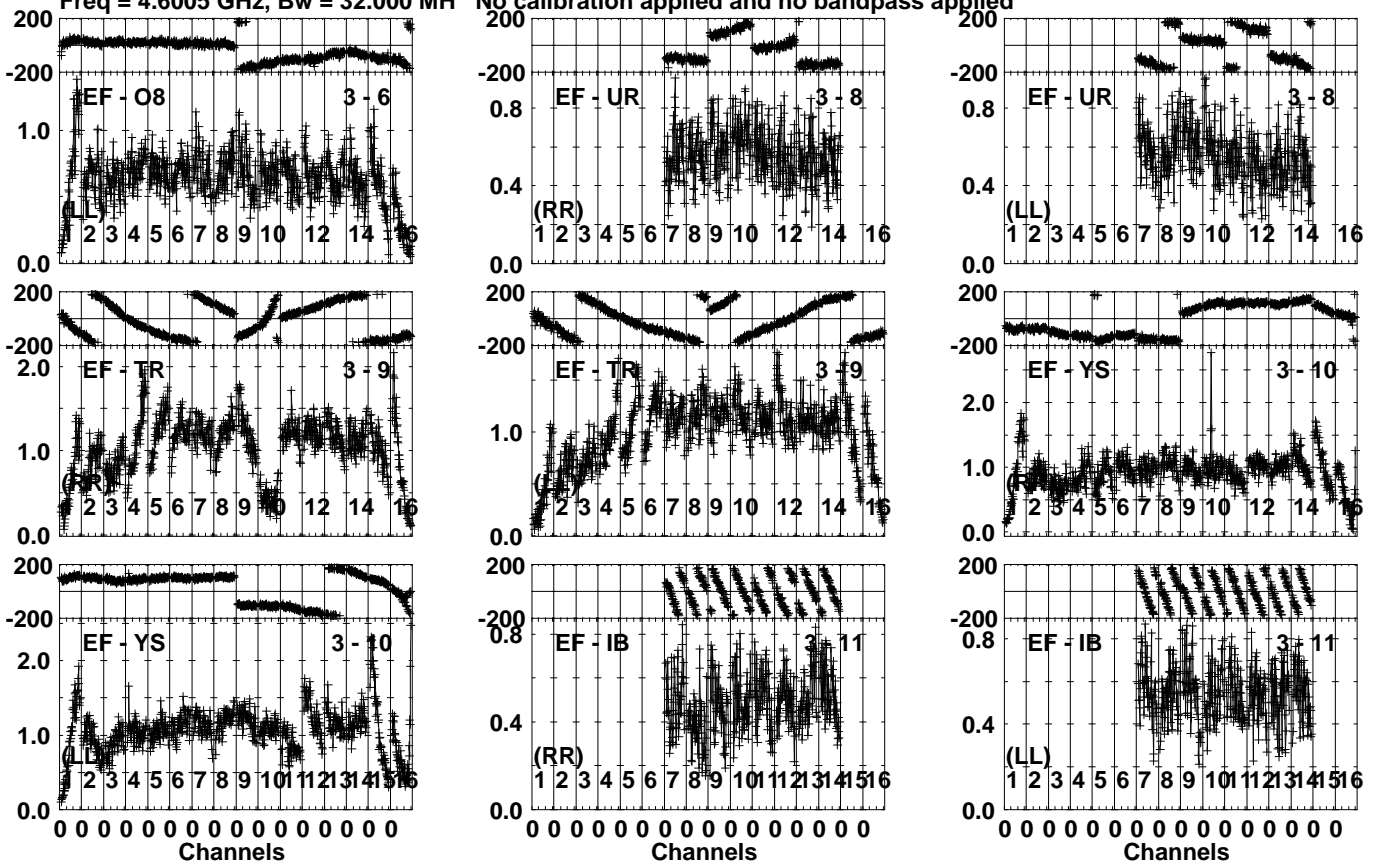 Freq = 4.6005 GHz, Bw = 32.000 MH No calibration applied and no bandpass applied
200 200 200
-200 -200 -200
EF - O8 3 - 6 EF - UR 3 - 8 EF - UR 3 - 8
1.0 0.8 0.8
0.4 0.4
(LL) (RR) (LL)
1 2 3 4 5 6 7 8 9 10 12 14 16 1 2 3 4 5 6 7 8 9 10 12 14 16 1 2 3 4 5 6 7 8 9 10 12 14 16
0.0 0.0 0.0
200 200 200
-200 -200 -200
EF - TR 3 - 9 EF - TR 3 - 9 EF - YS 3 - 10
2.0 2.0
1.0 1.0 1.0
(RR) (LL) (RR)
2 3 4 5 6 7 8 9 10 12 14 16 2 3 4 5 6 7 8 9 10 12 14 16 2 3 4 5 6 7 8 9 10 12 14 16
0.0 0.0 0.0
200 200 200
-200 -200 -200
EF - YS 3 - 10 EF - IB 3 - 11 EF - IB 3 - 11
2.0 0.8 0.8
1.0 0.4 0.4
(LL) (RR) (LL)
2 3 4 5 6 7 8 9 10 11 12 13 14 15 16 1 2 3 4 5 6 7 8 9 10 11 12 13 14 15 16 1 2 3 4 5 6 7 8 9 10 11 12 13 14 15 16
0.0 0.0 0.0
0 0 0 0 0 0 0 0 0 0 0 0 0 0 0 0 0 0 0 0 0 0 0 0 0 0 0 0 0 0 0 0 0 0 0 0 0 0 0 0 0 0 0 0 0 0 0 0
Channels Channels Channels